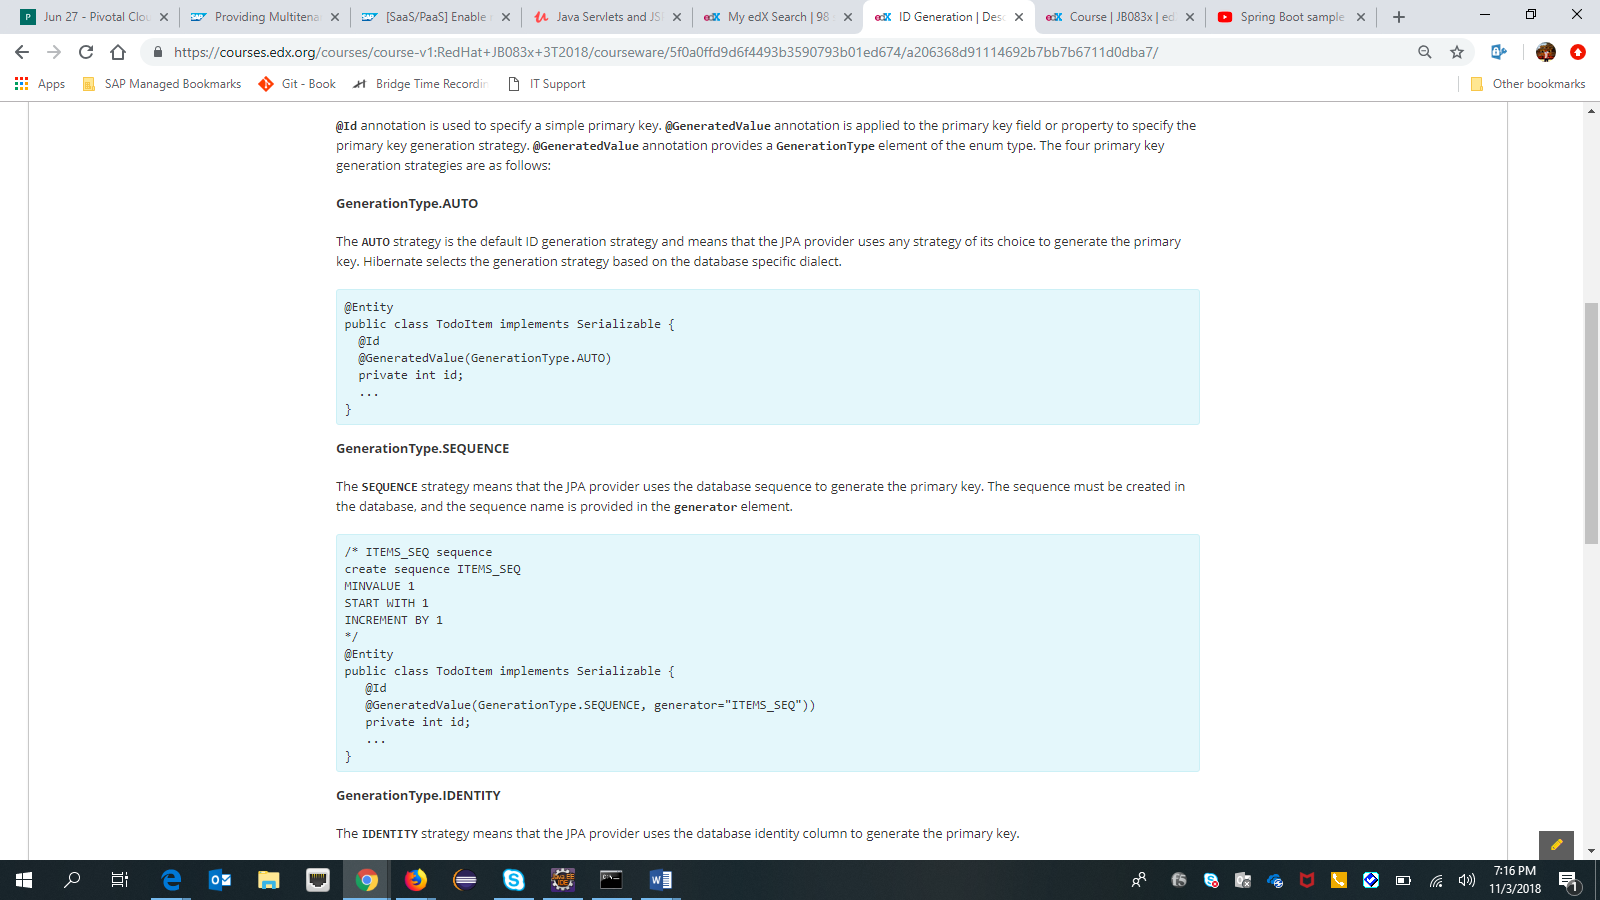 Jun 27 - Pivotal Clou
Providing Multitena
[SaaS/PaaS] Enable
Java Servlets and JS
My edX Search | 98
ID Generation | Desc
Course | JB083x | ed
Spring Boot sample
https://courses.edx.org/courses/course-v1:RedHat+JB083x+3T2018/courseware/5f0a0ffd9d6f4493b3590793b01ed674/a206368d91114692b7bb7b6711d0dba7/
Apps
SAP Managed Bookmarks
Git - Book
Bridge Time Recordin
IT Support
Other bookmarks
@Id annotation is used to specify a simple primary key. @GeneratedValue annotation is applied to the primary key field or property to specify the
primary key generation strategy. @GeneratedValue annotation provides a GenerationType element of the enum type. The four primary key
generation strategies are as follows:
GenerationType.AUTO
The AUTO strategy is the default ID generation strategy and means that the JPA provider uses any strategy of its choice to generate the primary
key. Hibernate selects the generation strategy based on the database specific dialect.
@Entity
public class TodoItem implements Serializable {
@Id
@GeneratedValue(GenerationType.AUTO)
private int id;
...
}
GenerationType.SEQUENCE
The SEQUENCE strategy means that the JPA provider uses the database sequence to generate the primary key. The sequence must be created in
the database, and the sequence name is provided in the generator element.
/* ITEMS_SEQ sequence
create sequence ITEMS_SEQ
MINVALUE 1
START WITH 1
INCREMENT BY 1
*/
@Entity
public class TodoItem implements Serializable {
@Id
@GeneratedValue(GenerationType.SEQUENCE, generator="ITEMS_SEQ"))
private int id;
...
}
GenerationType.IDENTITY
The IDENTITY strategy means that the JPA provider uses the database identity column to generate the primary key.
7:16 PM
11/3/2018
1